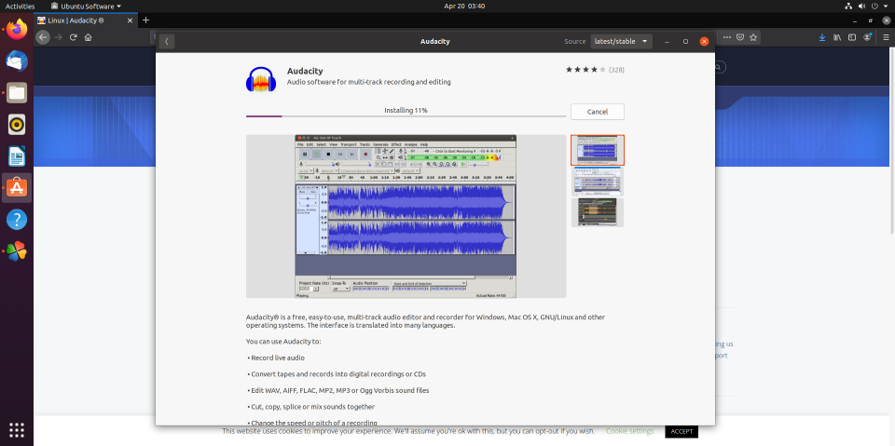 Activities
Ubuntu Software
Apr 20 03:40
Linux | Audacity ®
Audacity
Source
latest/stable
Audacity
Audio software for multi-track recording and editing
(328)
Installing 11%
Cancel
Audacity® is a free, easy-to-use, multi-track audio editor and recorder for Windows, Mac OS X, GNU/Linux and other
operating systems. The interface is translated into many languages.
You can use Audacity to:
• Record live audio
• Convert tapes and records into digital recordings or CDs
• Edit WAV, AIFF, FLAC, MP2, MP3 or Ogg Vorbis sound files
• Cut, copy, splice or mix sounds together
• Change the speed or pitch of a recording
ing us
port
This website uses cookies to improve your experience. We'll assume you're ok with this, but you can opt-out if you wish.
Cookie settings
ACCEPT